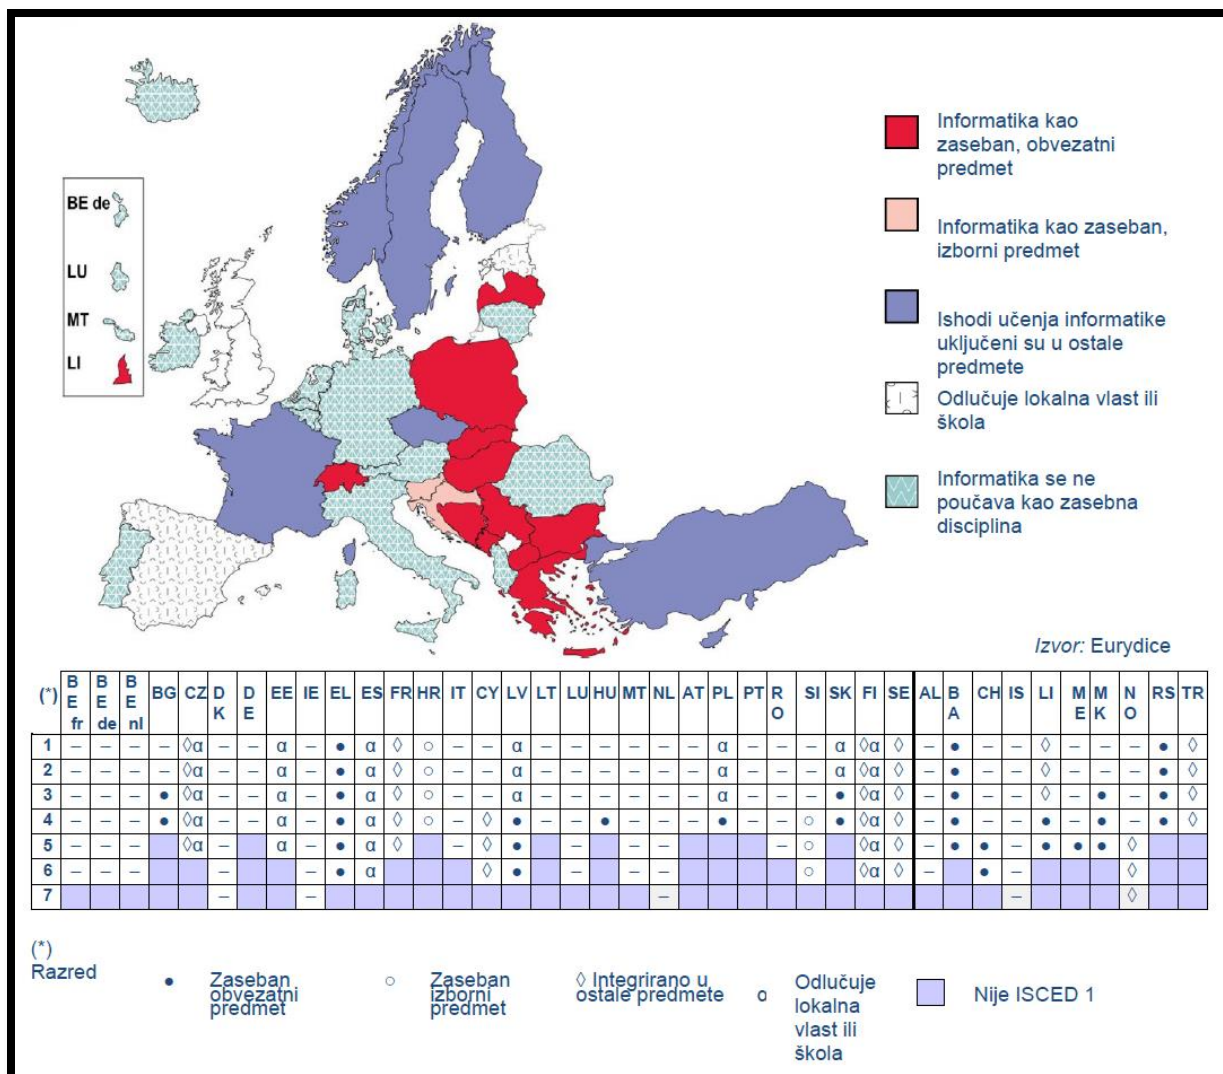 BE de
LU
MT
LI
Informatika kao
zaseban, obvezatni
predmet
Informatika kao zaseban,
izborni predmet
Ishodi učenja informatike
uključeni su u ostale
predmete
Odlučuje lokalna vlast ili
škola
Informatika se ne
poučava kao zasebna
disciplina
Izvor: Eurydice
(*) BE fr BE de BE nl BG CZ DK DE EE IE EL ES FR HR IT CY LV LT LU HU MT NL AT PL PT RO SI SK FI SE AL BA CH IS LI ME MK NO RS TR
1 – – – – ◊α – – α – ● α ◊ ○ – – α – – – – – – α – – – α ◊α ◊ – ● – – ◊ – – – ● ◊
2 – – – – ◊α – – α – ● α ◊ ○ – – α – – – – – – α – – – α ◊α ◊ – ● – – ◊ – – – ● ◊
3 – – – ● ◊α – – α – ● α ◊ ○ – – α – – – – – – α – – – ● ◊α ◊ – ● – – ◊ – ● – ● ◊
4 – – – ● ◊α – – α – ● α ◊ ○ – ◊ ● – – ● – – – ● – – ○ ● ◊α ◊ – ● – – ● – ● – ● ◊
5 – – – ◊α – α – ● α ◊ – ◊ ● – – – – ○ ◊α ◊ – ● ● – ● ● ● ◊
6 – – – – – – ● α ◊ ● – – – ○ ◊α ◊ – ● – ◊
7 – – – – ◊
(*)
Razred
● Zaseban
obvezatni
predmet
○ Zaseban
izborni
predmet
◊ Integrirano u
ostale predmete
α Odlučuje
lokalna
vlast ili
škola
Nije ISCED 1